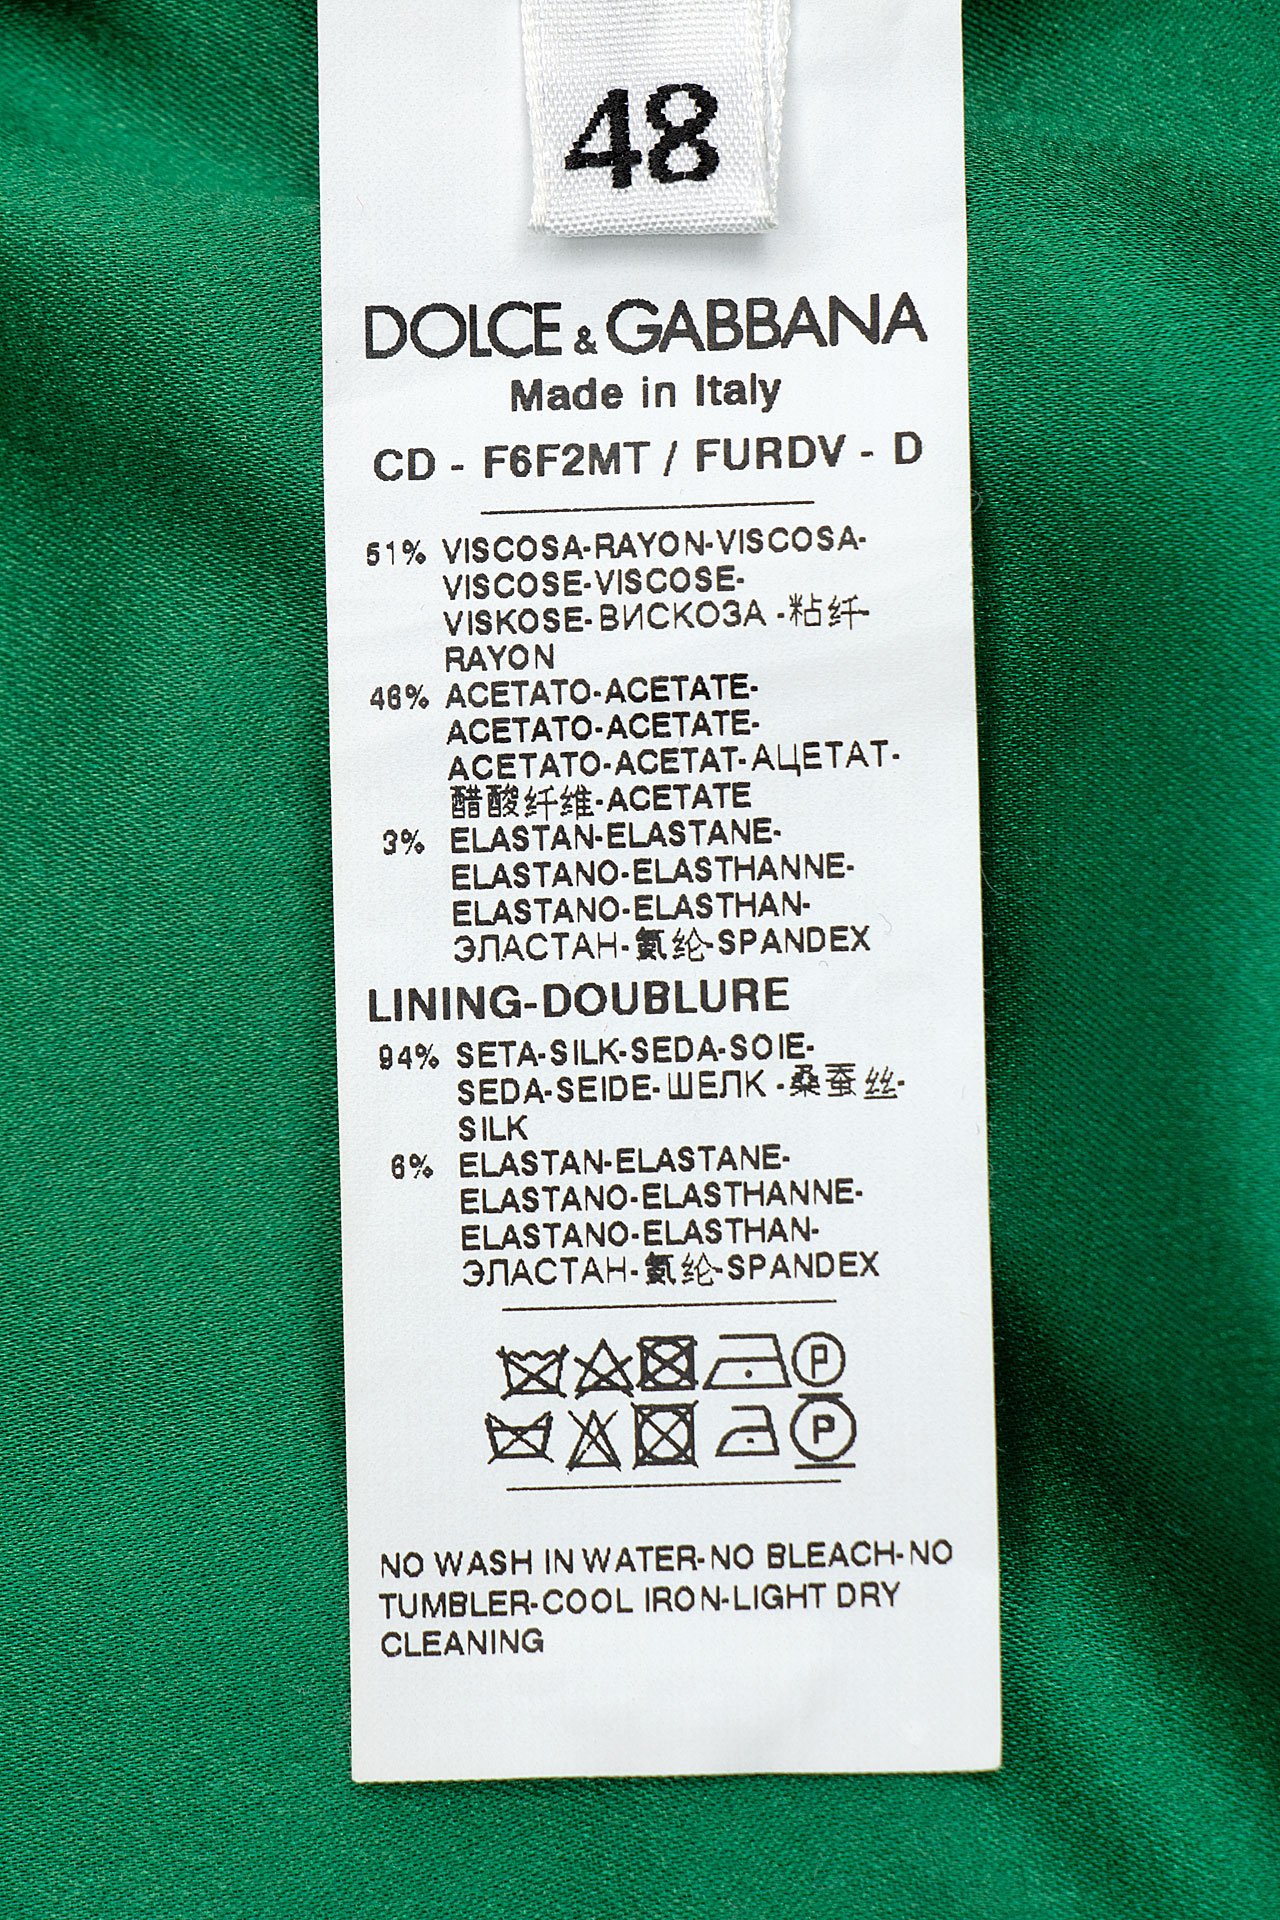 48
DOLCE & GABBANA
Made in Italy
CD - F6F2MT / FURDV - D
51% VISCOSA-RAYON-VISCOSA-
VISCOSE-VISCOSE-
VISKOSE-ВИСКОЗА -粘纤-
RAYON
46% ACETATO-ACETATE-
ACETATO-ACETATE-
ACETATO-ACETAT-АЦЕТАТ-
醋酸纤维-ACETATE
3% ELASTAN-ELASTANE-
ELASTANO-ELASTHANNE-
ELASTANO-ELASTHAN-
ЭЛАСТАН-氨纶-SPANDEX
LINING-DOUBLURE
94% SETA-SILK-SEDA-SOIE-
SEDA-SEIDE-ШЕЛК -桑蚕丝-
SILK
6% ELASTAN-ELASTANE-
ELASTANO-ELASTHANNE-
ELASTANO-ELASTHAN-
ЭЛАСТАН-氨纶-SPANDEX
P
P
NO WASH IN WATER-NO BLEACH-NO
TUMBLER-COOL IRON-LIGHT DRY
CLEANING